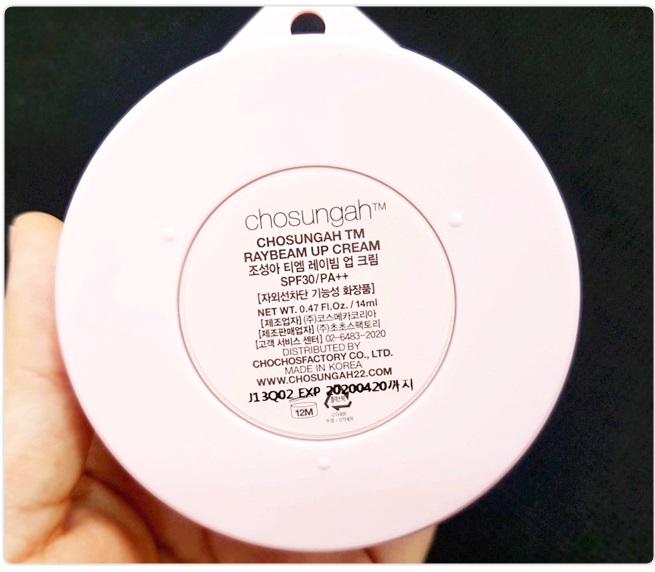 chosungah™
CHOSUNGAH TM
RAYBEAM UP CREAM
조성아 티엠 레이빔 업 크림
SPF30/PA++
[자외선차단 기능성 화장품]
NET WT. 0.47 Fl.Oz. / 14ml
[제조업자] (주)코스메카코리아
[제조판매업자] (주)초초스팩토리
[고객 서비스 센터] 02-6483-2020
DISTRIBUTED BY
CHOCHOSFACTORY CO., LTD.
MADE IN KOREA
WWW.CHOSUNGAH22.COM
J13Q02 EXP 20200420까지
12M
OTHER